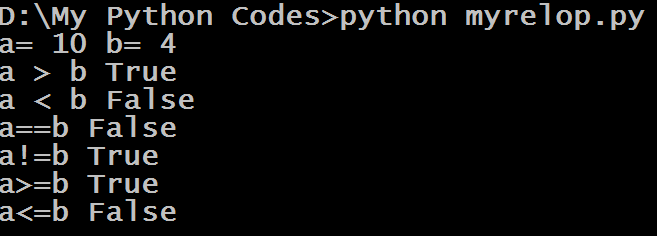 D:\My Python Codes>python myrelop.py
a= 10 b= 4
a > b True
a < b False
a==b False
a!=b True
a>=b True
a<=b False